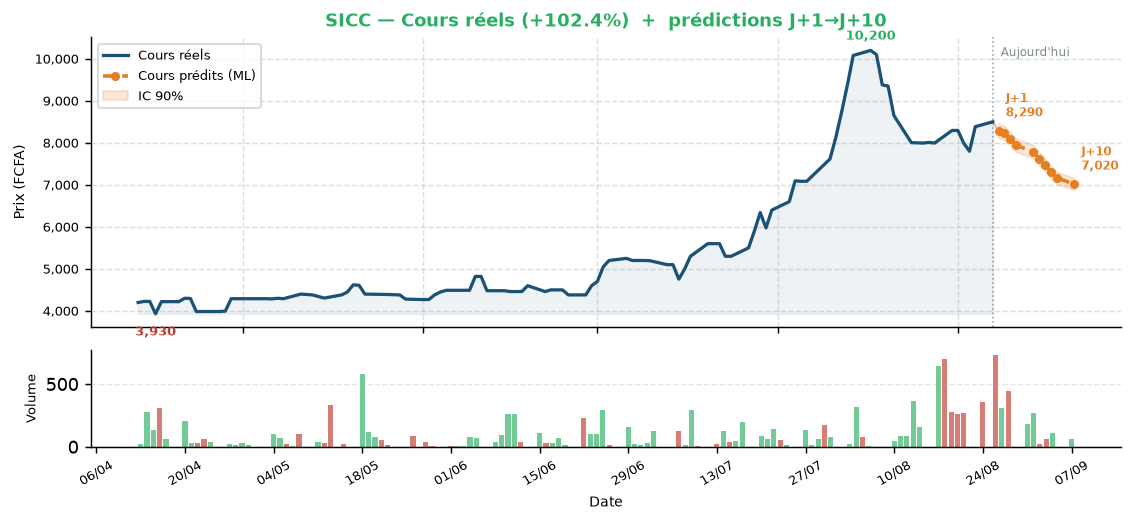 SICC — Cours réels (+102.4%)  +  prédictions J+1→J+10
10,200
Cours réels
Cours prédits (ML)
IC 90%
Aujourd'hui
J+1
8,290
J+10
7,020
Prix (FCFA)
10,000
9,000
8,000
7,000
6,000
5,000
4,000
3,930
Volume
500
0
06/04
20/04
04/05
18/05
01/06
15/06
29/06
13/07
27/07
10/08
24/08
07/09
Date